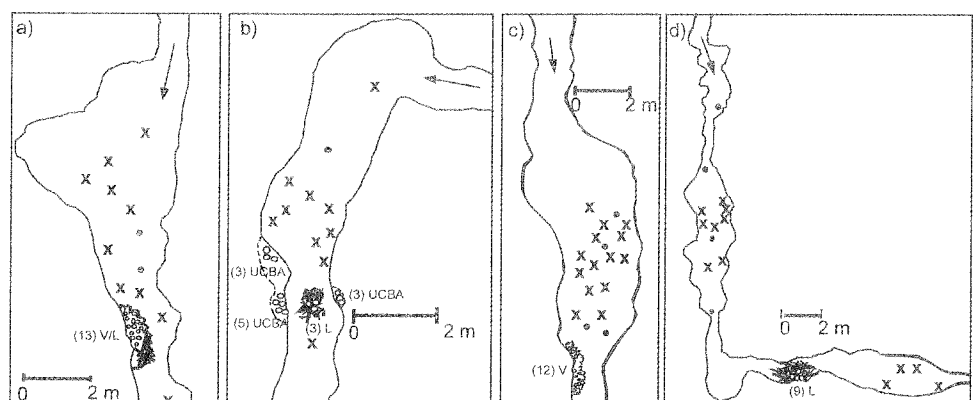 a)
(13) V/L
0 2 m
b)
(3) UCBA
(5) UCBA
(3) L
(3) UCBA
0 2 m
c)
0 2 m
(12) V
d)
0 2 m
(9) L